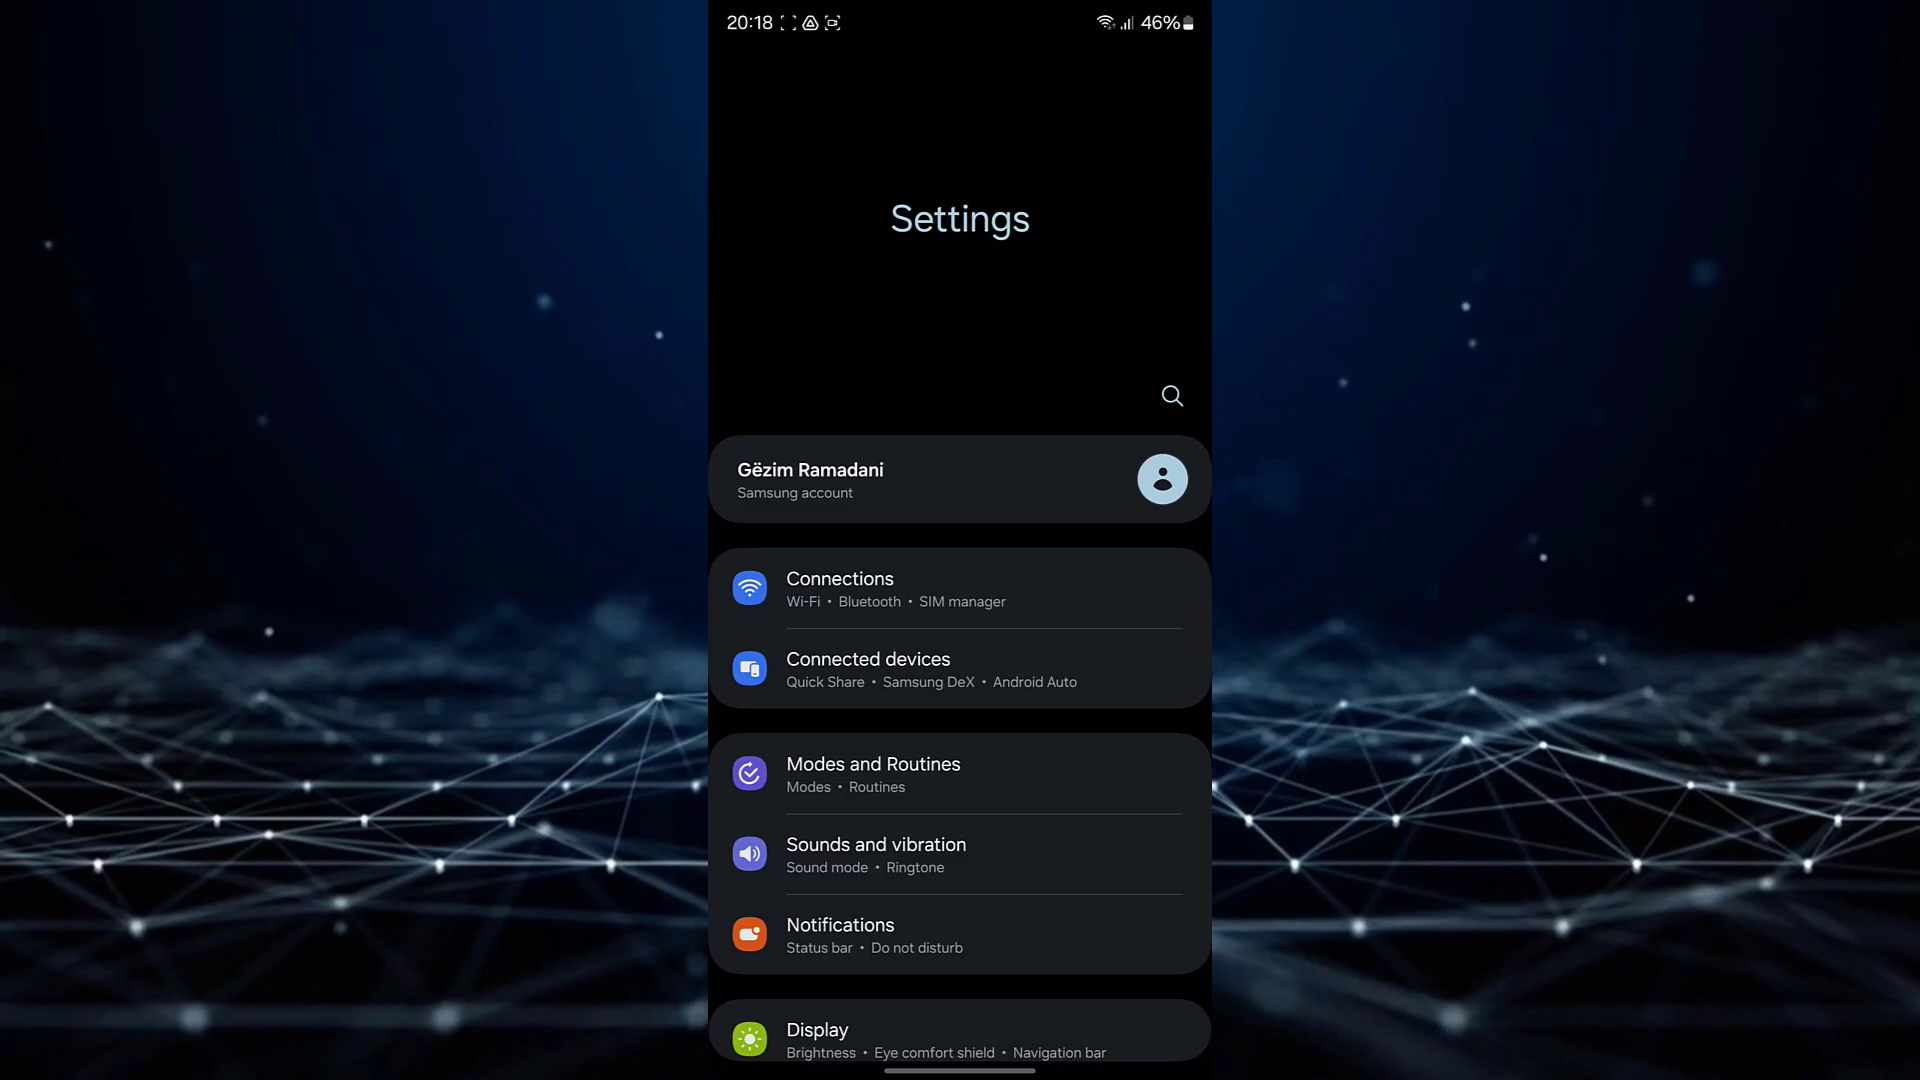 20:18 46%
Settings
Gëzim Ramadani
Samsung account
Connections
Wi-Fi • Bluetooth • SIM manager
Connected devices
Quick Share • Samsung DeX • Android Auto
Modes and Routines
Modes • Routines
Sounds and vibration
Sound mode • Ringtone
Notifications
Status bar • Do not disturb
Display
Brightness • Eye comfort shield • Navigation bar